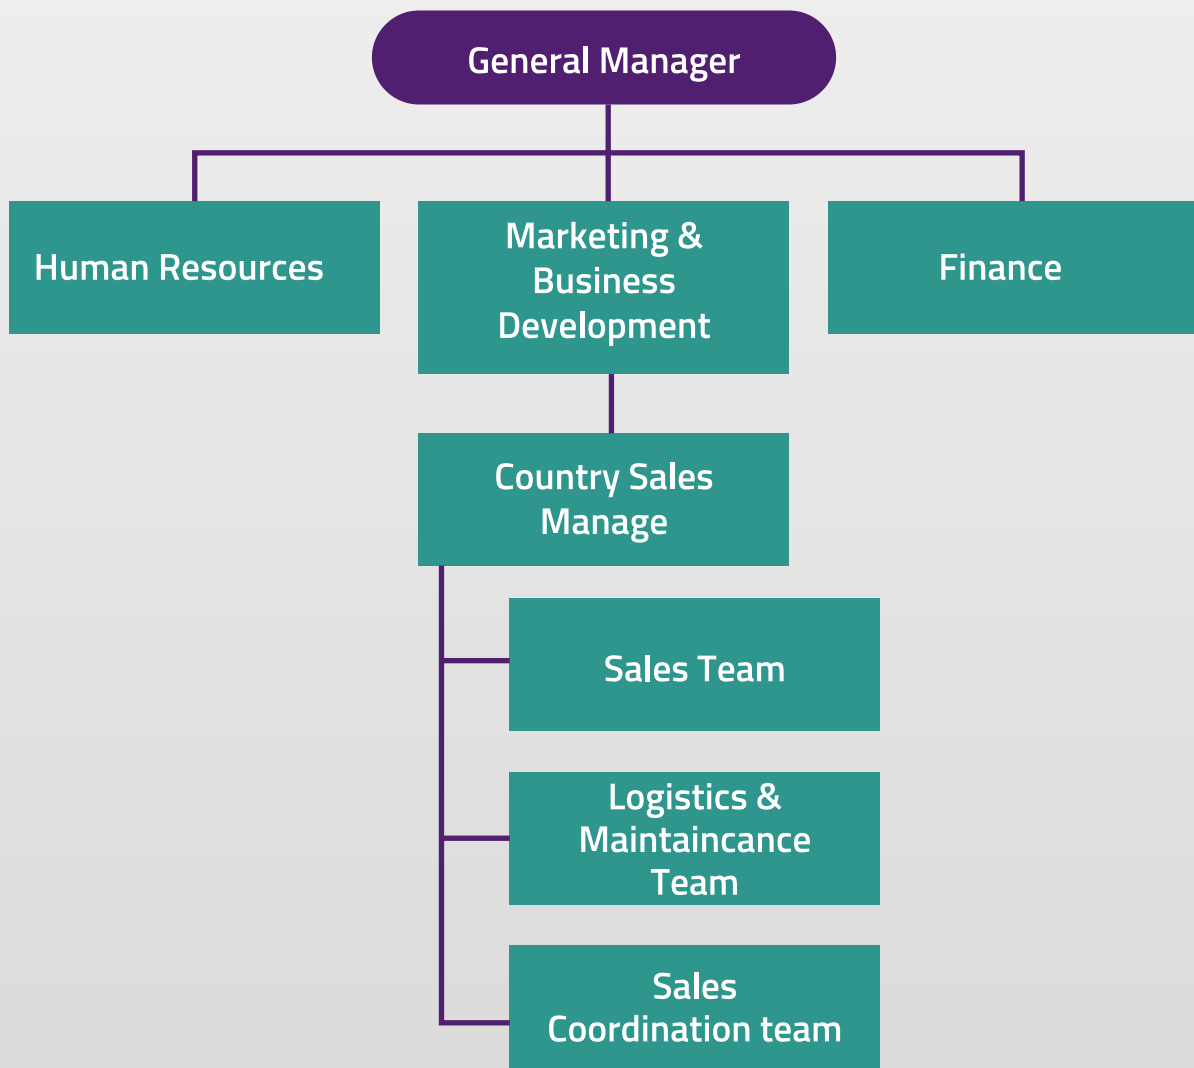 General Manager
Human Resources
Marketing &
Business
Development
Finance
Country Sales
Manage
Sales Team
Logistics &
Maintaincance
Team
Sales
Coordination team